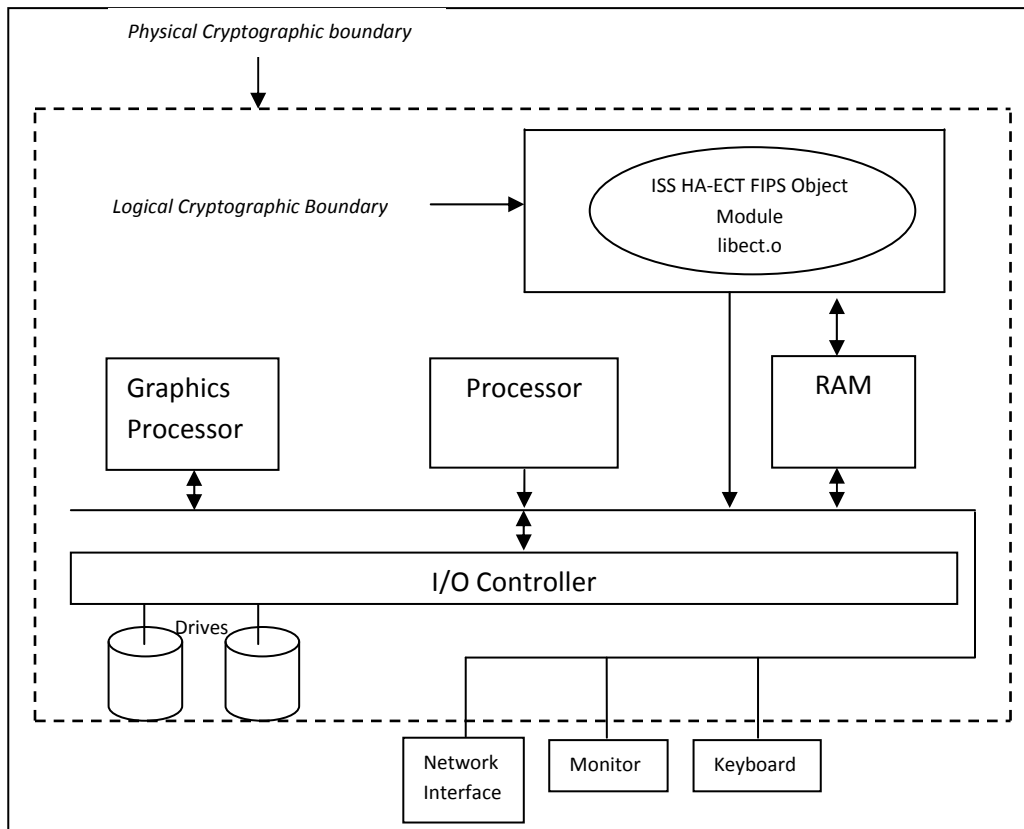 Physical Cryptographic boundary
Logical Cryptographic Boundary
ISS HA-ECT FIPS Object
Module
libect.o
Graphics
Processor
Processor
RAM
I/O Controller
Drives
Network
Interface
Monitor
Keyboard